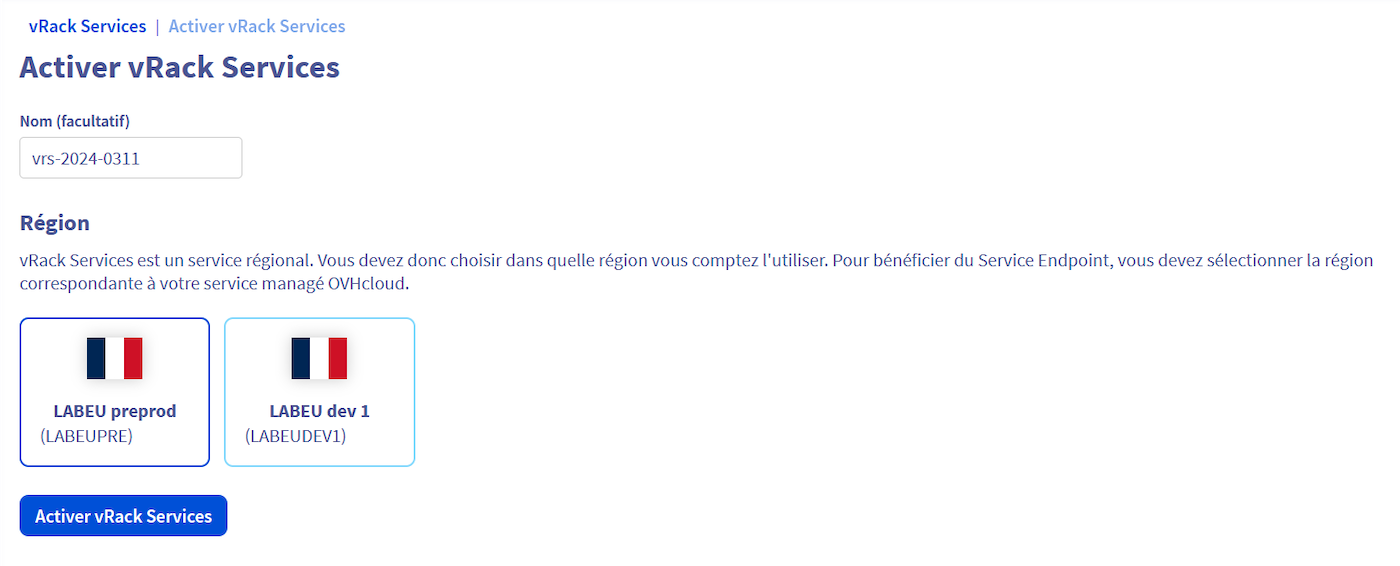 vRack Services | Activer vRack Services
Activer vRack Services
Nom (facultatif)
vrs-2024-0311
Région
vRack Services est un service régional. Vous devez donc choisir dans quelle région vous comptez l'utiliser. Pour bénéficier du Service Endpoint, vous devez sélectionner la région
correspondante à votre service managé OVHcloud.
LABEU preprod
(LABEUPRE)
LABEU dev 1
(LABEUDEV1)
Activer vRack Services